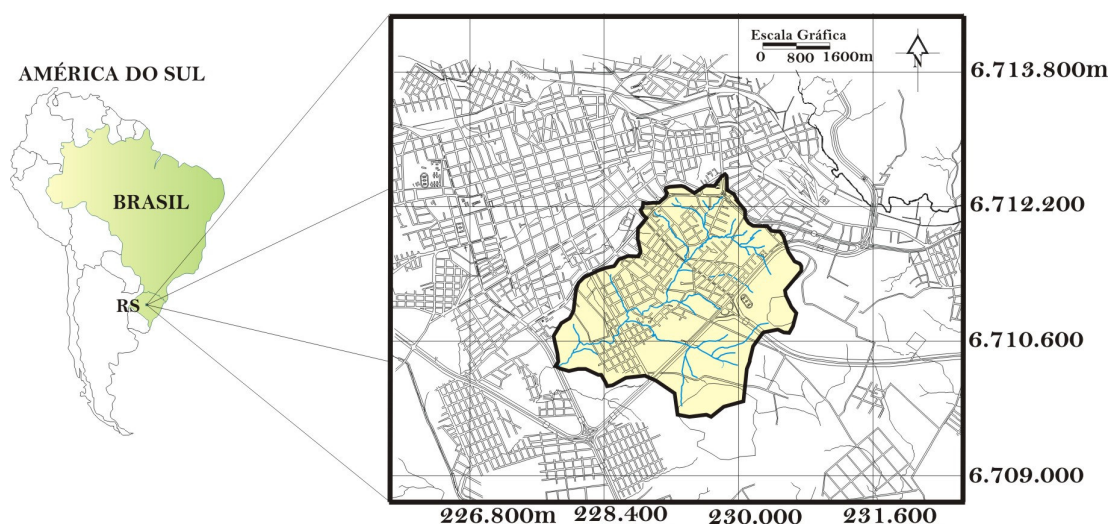 AMÉRICA DO SUL
BRASIL
RS
Escala Gráfica
0 800 1600m
N
6.713.800m
6.712.200
6.710.600
6.709.000
226.800m 228.400 230.000 231.600